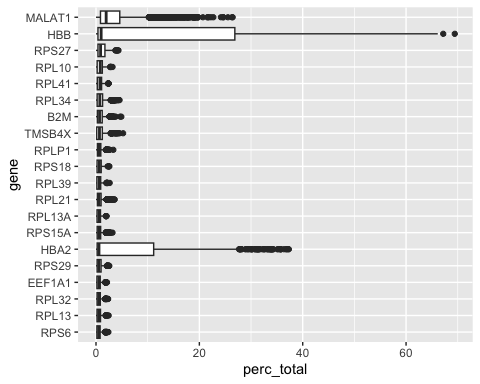 MALAT1
HBB
RPS27
RPL10
RPL41
RPL34
B2M
TMSB4X
RPLP1
RPS18
RPL39
RPL21
RPL13A
RPS15A
HBA2
RPS29
EEF1A1
RPL32
RPL13
RPS6
gene
0 20 40 60
perc_total